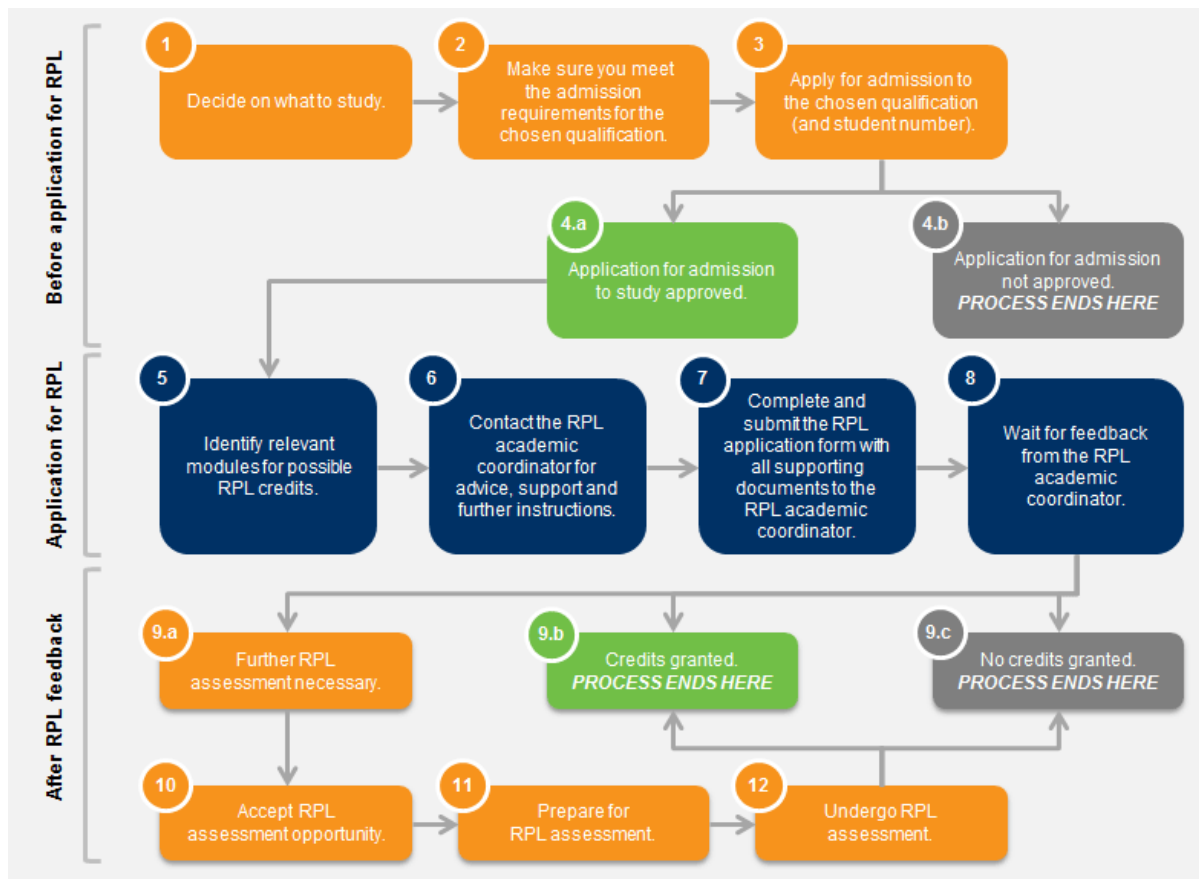 Before application for RPL
1
Decide on what to study.
2
Make sure you meet
the admission
requirements for the
chosen qualification.
3
Apply for admission to
the chosen qualification
(and student number).
4.a
Application for admission
to study approved.
4.b
Application for admission
not approved.
PROCESS ENDS HERE
Application for RPL
5
Identify relevant
modules for possible
RPL credits.
6
Contact the RPL
academic
coordinator for
advice, support and
further instructions.
7
Complete and
submit the RPL
application form with
all supporting
documents to the
RPL academic
coordinator.
8
Wait for feedback
from the RPL
academic
coordinator.
After RPL feedback
9.a
Further RPL
assessment necessary.
9.b
Credits granted.
PROCESS ENDS HERE
9.c
No credits granted.
PROCESS ENDS HERE
10
Accept RPL
assessment opportunity.
11
Prepare for
RPL assessment.
12
Undergo RPL
assessment.